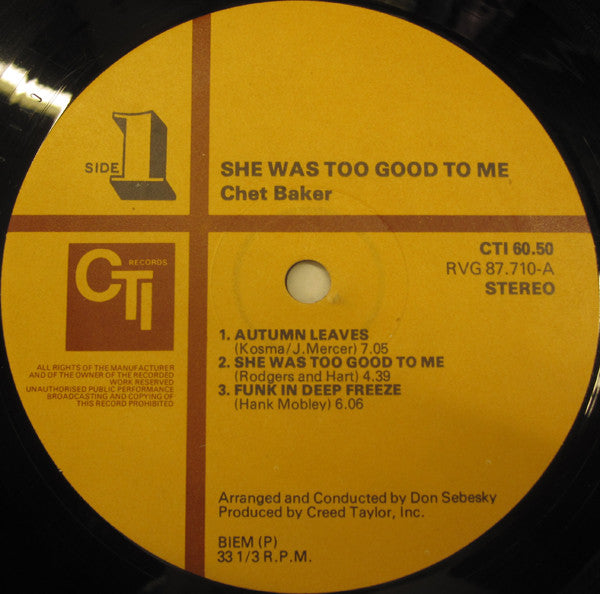 SIDE 1
SHE WAS TOO GOOD TO ME
Chet Baker
CTI RECORDS
ALL RIGHTS OF THE MANUFACTURER
AND OF THE OWNER OF THE RECORDED
WORK RESERVED
UNAUTHORISED PUBLIC PERFORMANCE
BROADCASTING AND COPYING OF
THIS RECORD PROHIBITED
CTI 60.50
RVG 87.710-A
STEREO
1. AUTUMN LEAVES
(Kosma/J.Mercer) 7.05
2. SHE WAS TOO GOOD TO ME
(Rodgers and Hart) 4.39
3. FUNK IN DEEP FREEZE
(Hank Mobley) 6.06
Arranged and Conducted by Don Sebesky
Produced by Creed Taylor, Inc.
BIEM (P)
33 1/3 R.P.M.